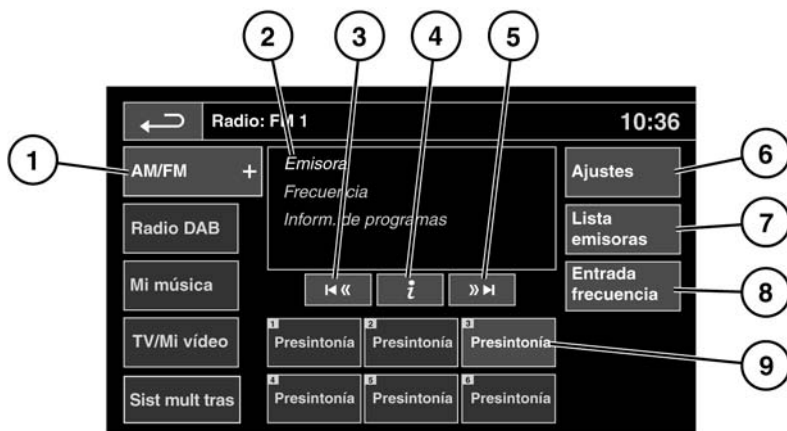 2 3 4 5
Radio: FM 1 10:36
1
AM/FM +
Emisora
Frecuencia
Inform. de programas
Ajustes
6
Radio DAB
Lista
emisoras
7
Mi música
i
Entrada
frecuencia
8
TV/Mi vídeo
1 Presintonía 2 Presintonía 3 Presintonía
9
Sist mult tras
4 Presintonía 5 Presintonía 6 Presintonía